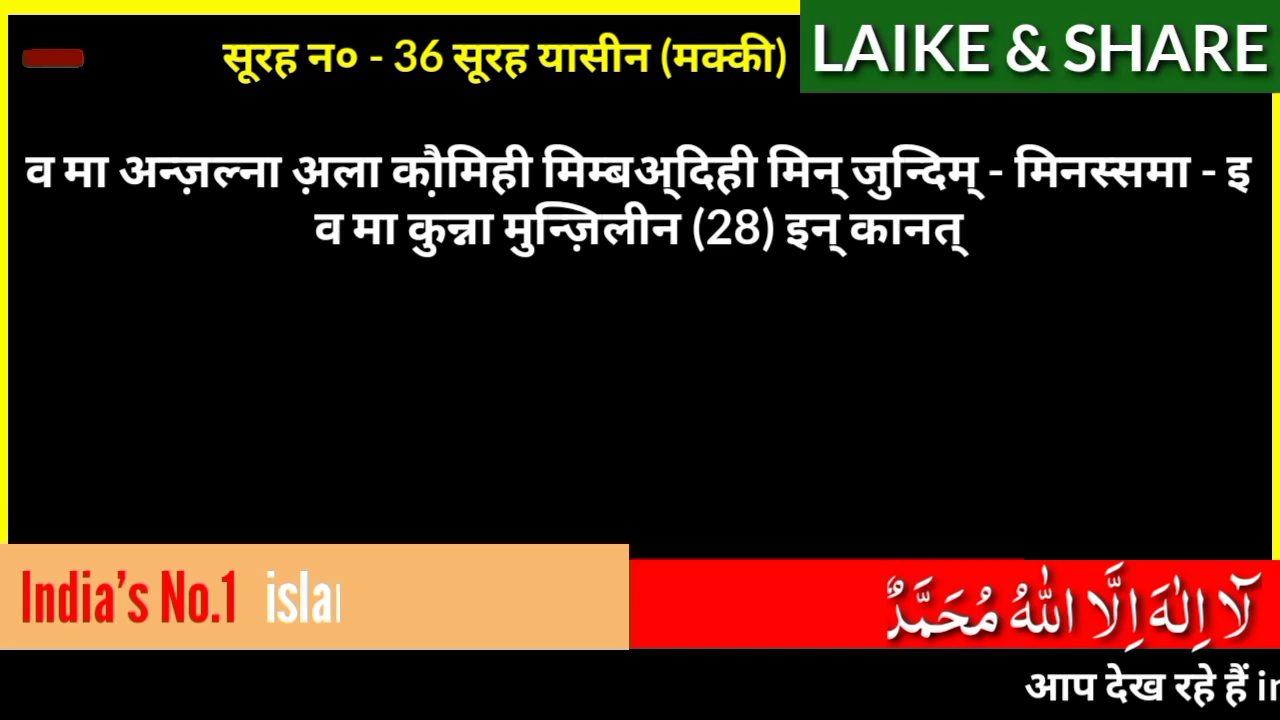 सूरह न० - 36 सूरह यासीन (मक्की)
LAIKE & SHARE
व मा अन्ज़ल्ना अ़ला क़ौमिही मिम्बअ्दिही मिन् जुन्दिम् - मिनस्समा - इ
व मा कुन्ना मुन्ज़िलीन (28) इन् कानत्
India's No.1
لَآ اِلٰهَ اِلَّا اللّٰهُ مُحَمَّدٌ
आप देख रहे हैं